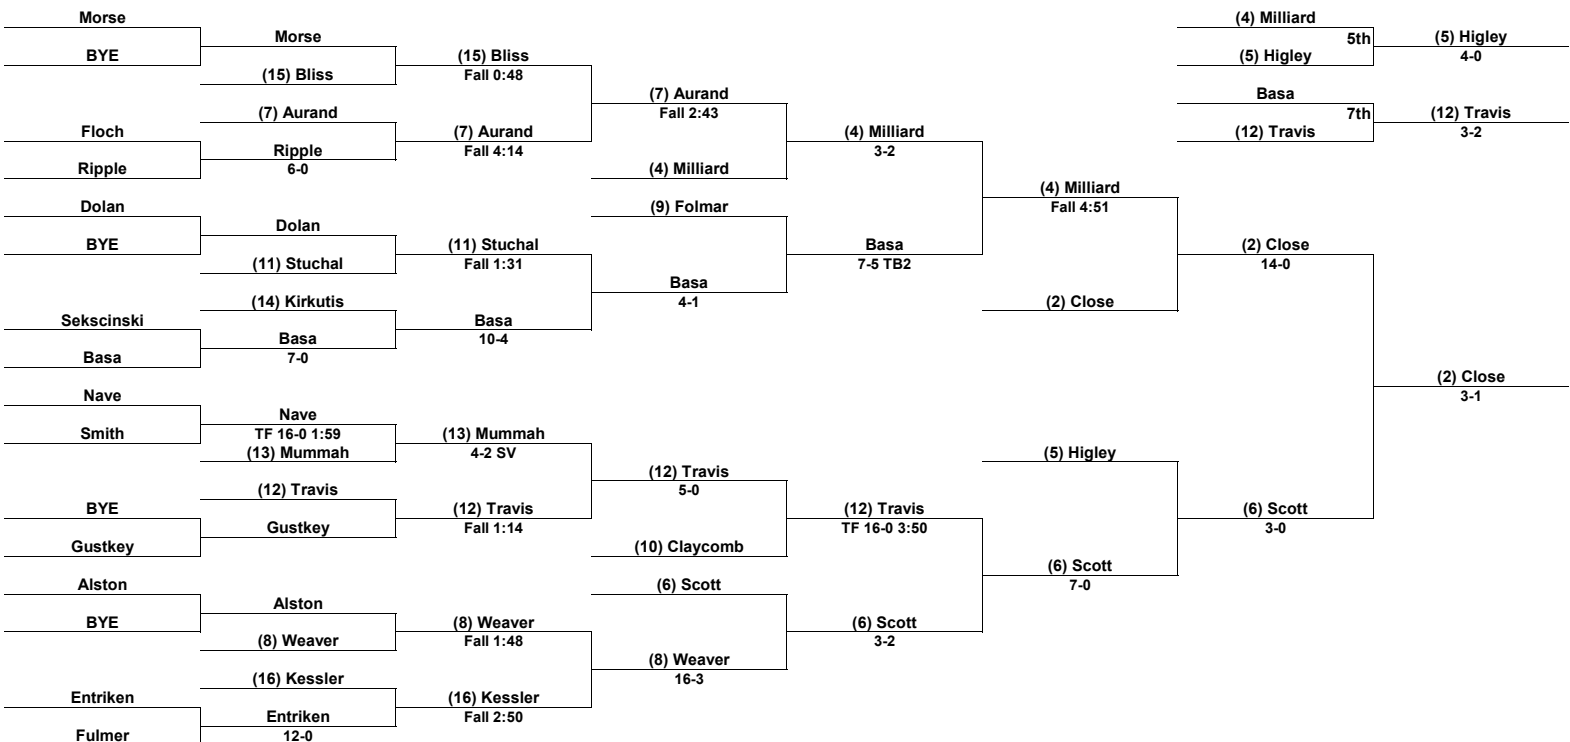 Morse
BYE
Floch
Ripple
Dolan
BYE
Sekscinski
Basa
Nave
Smith
BYE
Gustkey
Alston
BYE
Entriken
Fulmer
Morse
(15) Bliss
(7) Aurand
Ripple
6-0
Dolan
(11) Stuchal
(14) Kirkutis
Basa
7-0
Nave
TF 16-0 1:59
(13) Mummah
(12) Travis
Gustkey
Alston
(8) Weaver
(16) Kessler
Entriken
12-0
(15) Bliss
Fall 0:48
(7) Aurand
Fall 4:14
(11) Stuchal
Fall 1:31
Basa
10-4
(13) Mummah
4-2 SV
(12) Travis
Fall 1:14
(8) Weaver
Fall 1:48
(16) Kessler
Fall 2:50
(7) Aurand
Fall 2:43
(4) Milliard
(9) Folmar
Basa
4-1
(12) Travis
5-0
(10) Claycomb
(6) Scott
(8) Weaver
16-3
(4) Milliard
3-2
Basa
7-5 TB2
(12) Travis
TF 16-0 3:50
(6) Scott
3-2
(4) Milliard
Fall 4:51
(2) Close
(5) Higley
(6) Scott
7-0
(4) Milliard
5th
(5) Higley
Basa
7th
(12) Travis
(2) Close
14-0
(6) Scott
3-0
(5) Higley
4-0
(12) Travis
3-2
(2) Close
3-1